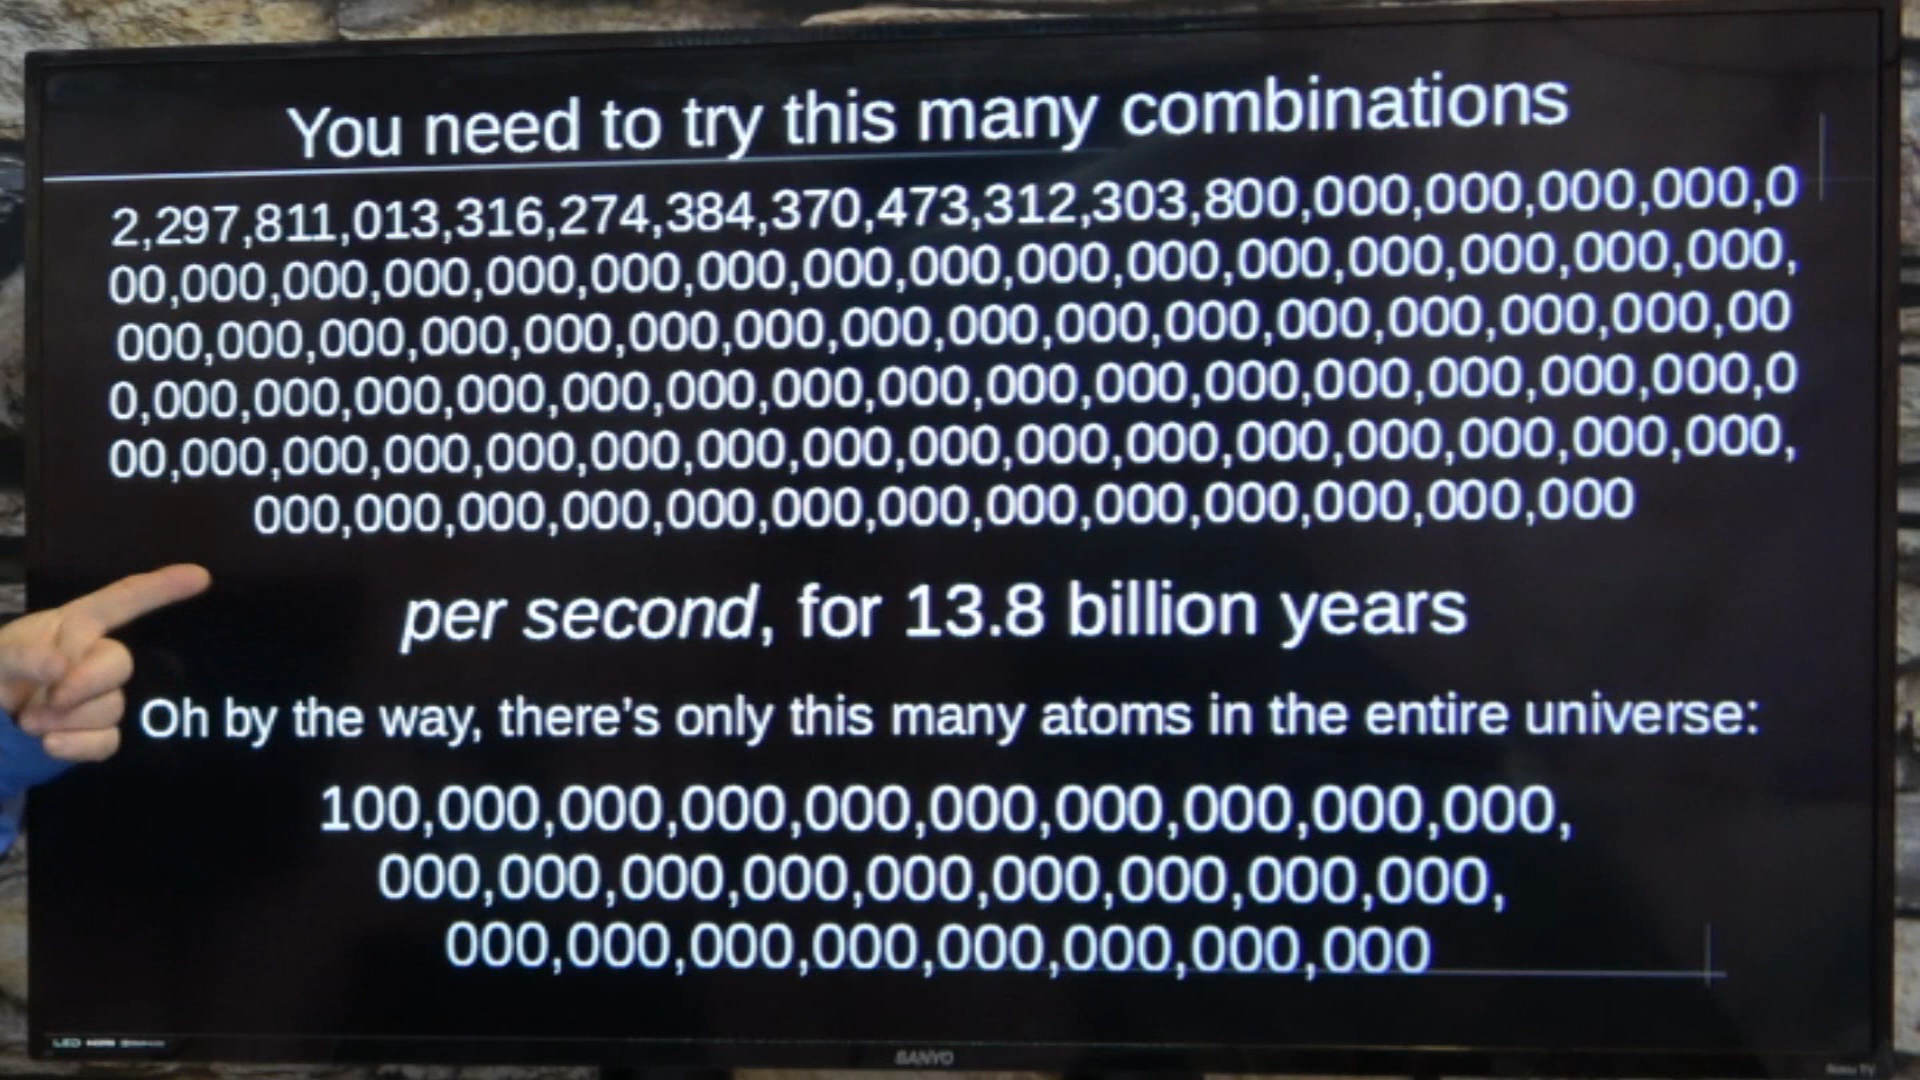 You need to try this many combinations
2,297,811,013,316,274,384,370,473,312,303,800,000,000,000,000,0
00,000,000,000,000,000,000,000,000,000,000,000,000,000,000,000,
000,000,000,000,000,000,000,000,000,000,000,000,000,000,000,00
0,000,000,000,000,000,000,000,000,000,000,000,000,000,000,000,0
00,000,000,000,000,000,000,000,000,000,000,000,000,000,000,000,
000,000,000,000,000,000,000,000,000,000,000,000,000
per second, for 13.8 billion years
Oh by the way, there's only this many atoms in the entire universe:
100,000,000,000,000,000,000,000,000,000,
000,000,000,000,000,000,000,000,000,
000,000,000,000,000,000,000,000
LED
SANYO
Roku TV